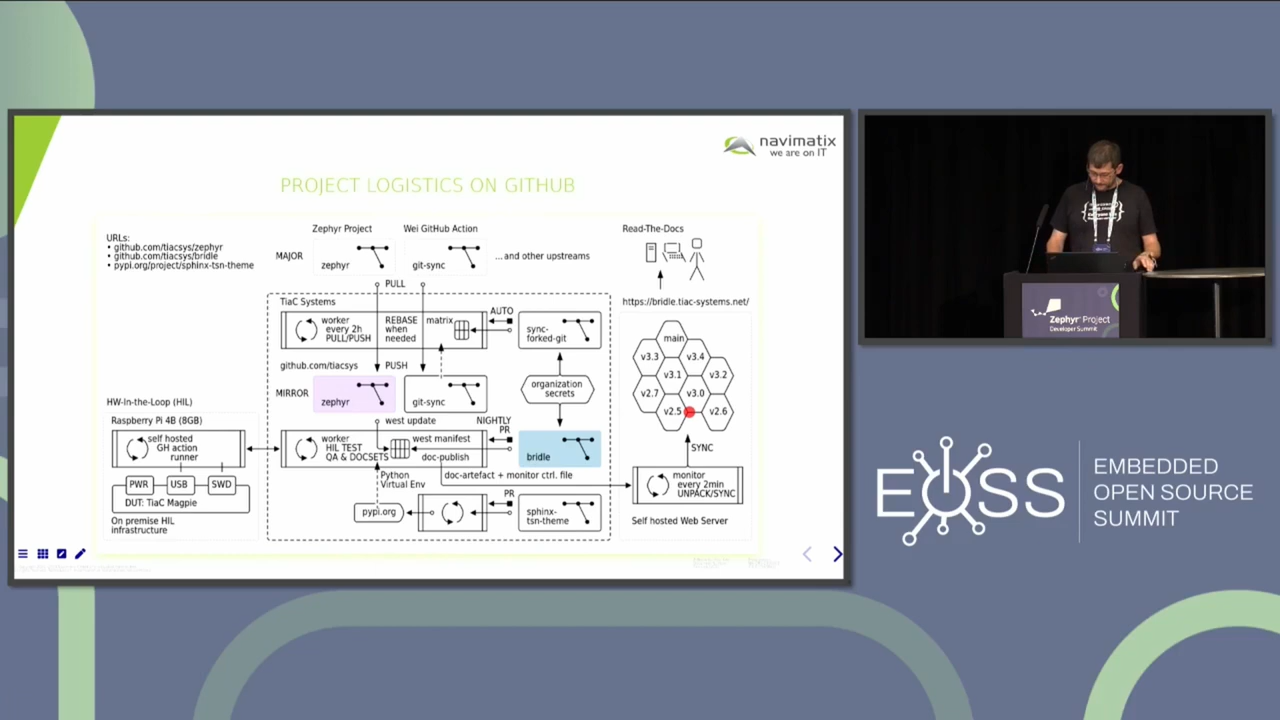 navimatix
we are on IT
PROJECT LOGISTICS ON GITHUB
URLs:
• github.com/tiacsys/zephyr
• github.com/tiacsys/bridle
• pypi.org/project/sphinx-tsn-theme
Zephyr Project
Wei GitHub Action
MAJOR
zephyr
git-sync
...and other upstreams
PULL
TiaC Systems
worker
every 2h
PULL/PUSH
REBASE
when
needed
matrix
AUTO
sync-
forked-git
github.com/tiacsys
PUSH
MIRROR
zephyr
git-sync
organization
secrets
west update
NIGHTLY
PR
worker
HIL TEST
QA & DOCSETS
west manifest
doc-publish
bridle
Python
Virtual Env
doc-artefact + monitor ctrl. file
pypi.org
PR
sphinx-
tsn-theme
HW-In-the-Loop (HIL)
Raspberry Pi 4B (8GB)
self hosted
GH action
runner
PWR
USB
SWD
DUT: TiaC Magpie
On premise HIL
infrastructure
Read-The-Docs
https://bridle.tiac-systems.net/
main
v3.3
v3.4
v3.1
v3.2
v2.7
v3.0
v2.5
v2.6
SYNC
monitor
every 2min
UNPACK/SYNC
Self hosted Web Server
Zephyr Project
Developer Summit
EOSS
EMBEDDED
OPEN SOURCE
SUMMIT